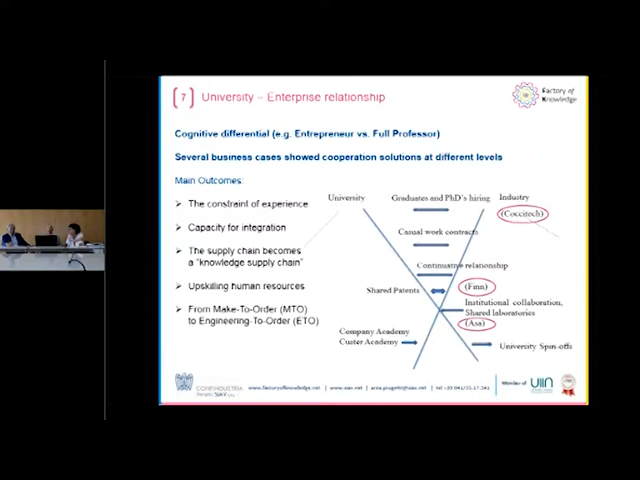 [ 7 ] University – Enterprise relationship
Factory of
Knowledge
Cognitive differential (e.g. Entrepreneur vs. Full Professor)
Several business cases showed cooperation solutions at different levels
Main Outcomes:
➢ The constraint of experience
➢ Capacity for integration
➢ The supply chain becomes
a "knowledge supply chain"
➢ Upskilling human resources
➢ From Make-To-Order (MTO)
to Engineering-To-Order (ETO)
University
Graduates and PhD's hiring
Industry
(Coccitech)
Casual work contracts
Continuative relationship
Shared Patents
(Finn)
Institutional collaboration,
Shared laboratories
(Asa)
Company Academy
Custer Academy
University Spin-offs
CONFINDUSTRIA
Veneto SIAV
www.factoryofknowledge.net | www.siav.net |
Member of UIIN